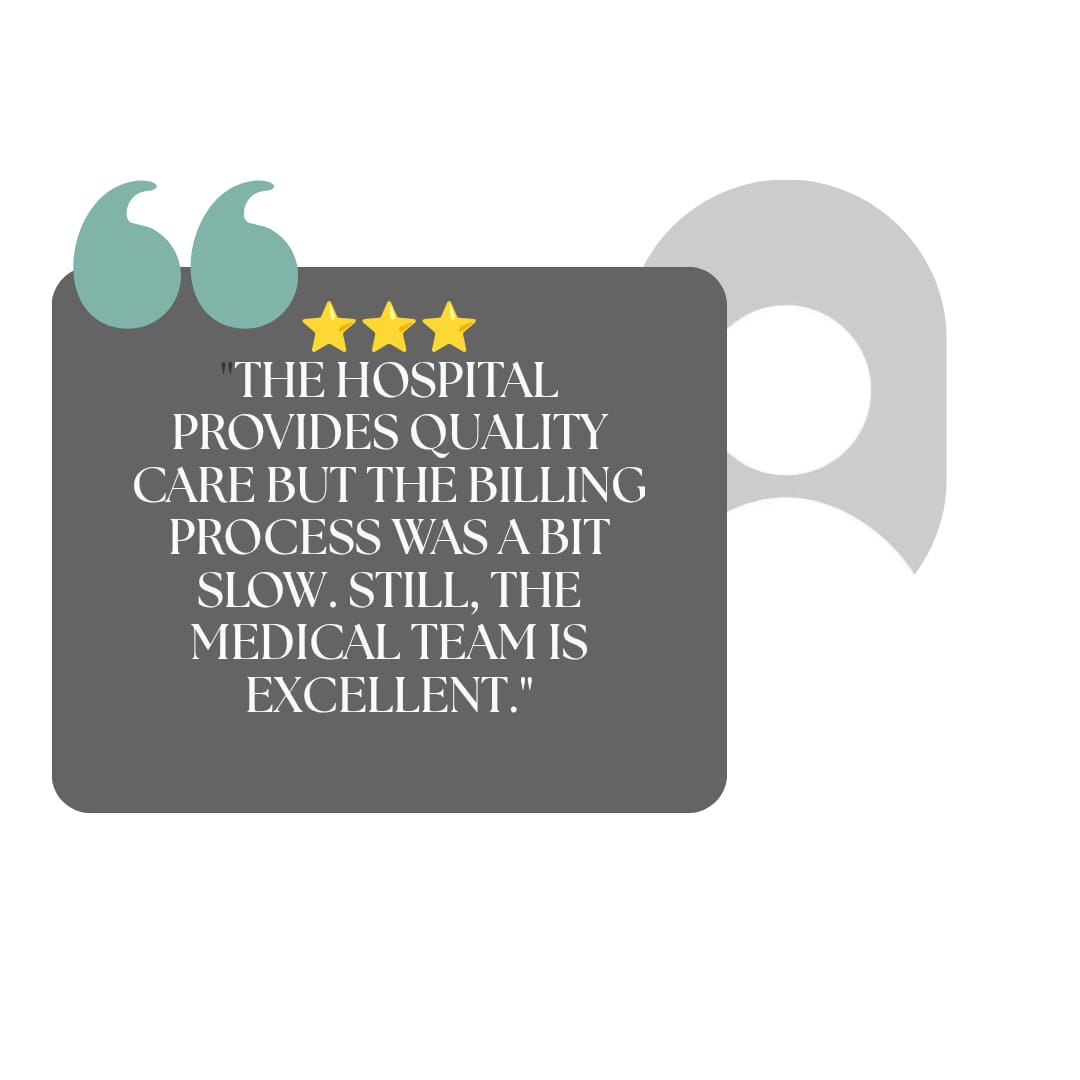 ⭐⭐⭐
"THE HOSPITAL
PROVIDES QUALITY
CARE BUT THE BILLING
PROCESS WAS A BIT
SLOW. STILL, THE
MEDICAL TEAM IS
EXCELLENT."